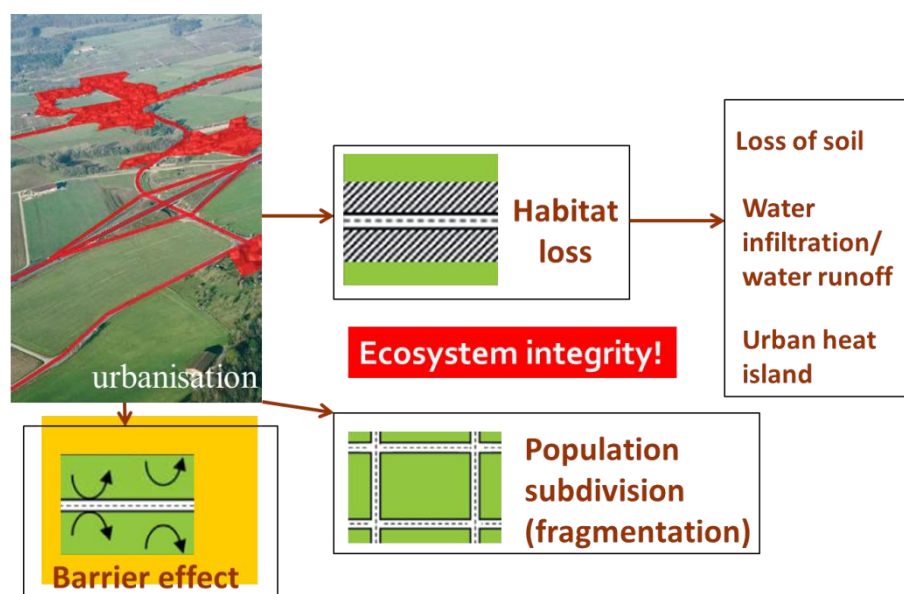 urbanisation
Habitat
loss
Loss of soil
Water
infiltration/
water runoff
Urban heat
island
Ecosystem integrity!
Population
subdivision
(fragmentation)
Barrier effect